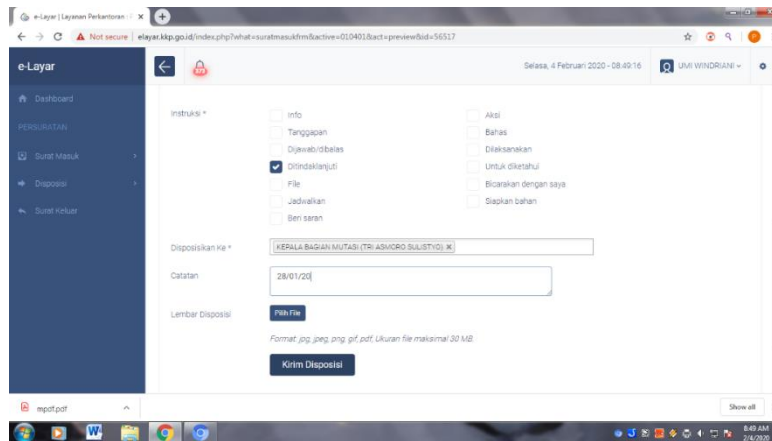 e-Layar | Layanan Perkantoran : F
Not secure | elayar.kkp.go.id/index.php?what=suratmasukfrm&active=010401&act=preview&id=56517
e-Layar
Selasa, 4 Februari 2020 - 08:49:16
UMI WINDRIANI
Dashboard
PERSURATAN
Surat Masuk
Disposisi
Surat Keluar
Instruksi *
Info
Aksi
Tanggapan
Bahas
Dijawab/dibalas
Dilaksanakan
Ditindaklanjuti
Untuk diketahui
File
Bicarakan dengan saya
Jadwalkan
Siapkan bahan
Beri saran
Disposisikan Ke *
KEPALA BAGIAN MUTASI (TRI ASMORO SULISTYO) ×
Catatan
28/01/20
Lembar Disposisi
Pilih File
Format: jpg, jpeg, png, gif, pdf, Ukuran file maksimal 30 MB
Kirim Disposisi
mpdf.pdf
Show all
8:49 AM
2/4/2020